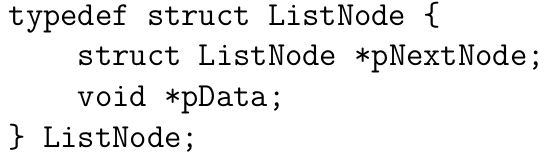 typedef struct ListNode {
    struct ListNode *pNextNode;
    void *pData;
} ListNode;